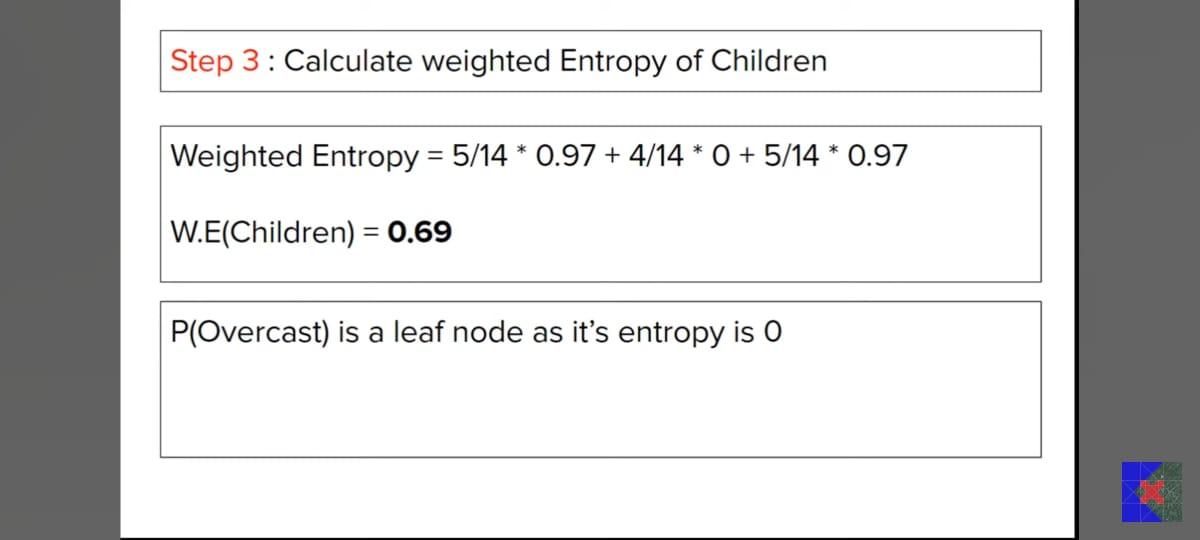 Step 3 : Calculate weighted Entropy of Children
Weighted Entropy = 5/14 * 0.97 + 4/14 * 0 + 5/14 * 0.97
W.E(Children) = 0.69
P(Overcast) is a leaf node as it’s entropy is 0